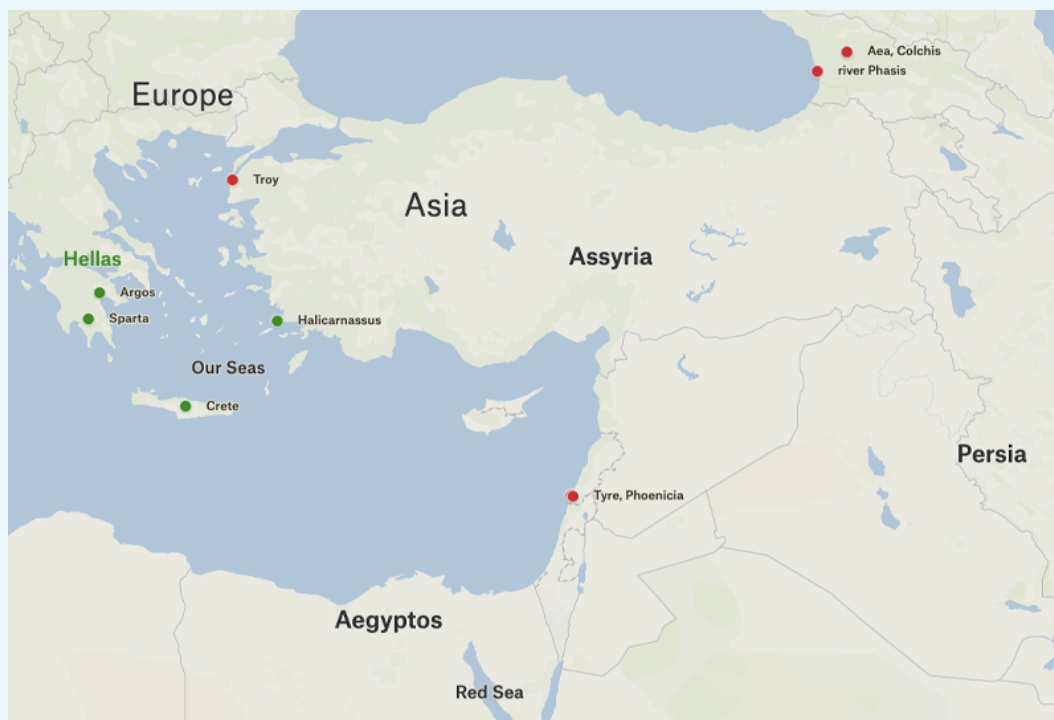 Aea, Colchis
river Phasis
Europe
Troy
Asia
Assyria
Hellas
Argos
Sparta
Halicarnassus
Our Seas
Crete
Persia
Tyre, Phoenicia
Aegyptos
Red Sea